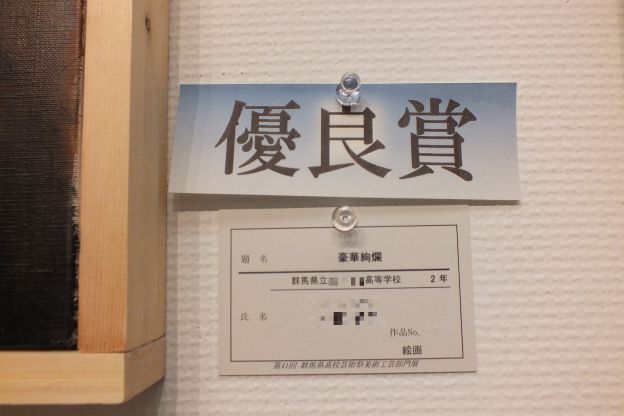 優良賞
題名 豪華絢爛
群馬県立 高等学校 2年
氏名
作品No.
絵画
第41回 群馬県高校芸術祭美術工芸部門展